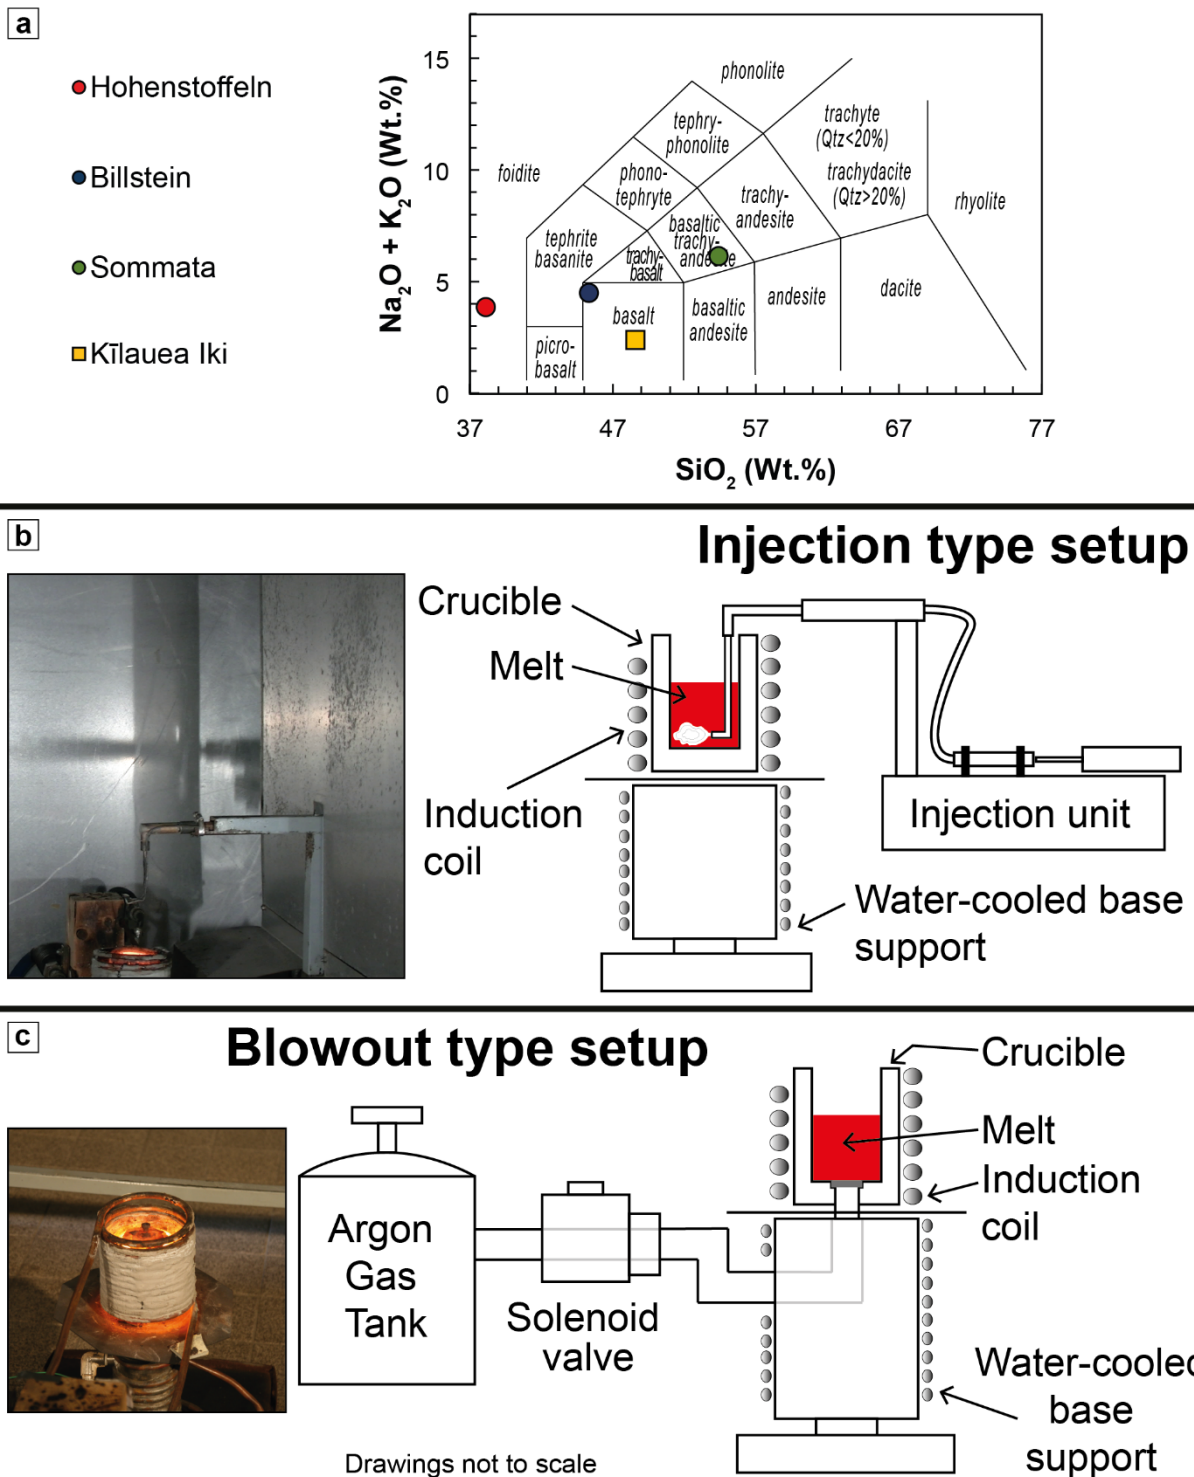 a
Hohenstoffeln
Billstein
Sommata
Kīlauea Iki
Na₂O + K₂O (Wt.%)
15
10
5
0
phonolite
tephry-
phonolite
trachyte
(Qtz<20%)
trachydacite
(Qtz>20%)
foidite
phono-
tephryte
trachy-
andesite
rhyolite
tephrite
basanite
basaltic
trachy-
andesite
trachy-
basalt
basalt
basaltic
andesite
andesite
dacite
picro-
basalt
37
47
57
67
77
SiO₂ (Wt.%)
b
Injection type setup
Crucible
Melt
Induction
coil
Injection unit
Water-cooled base
support
c
Blowout type setup
Crucible
Melt
Induction
coil
Argon
Gas
Tank
Solenoid
valve
Water-cooled
base
support
Drawings not to scale